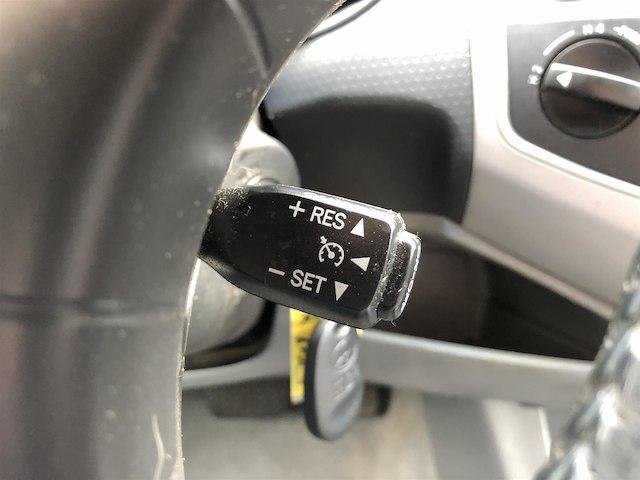 + RES
- SET